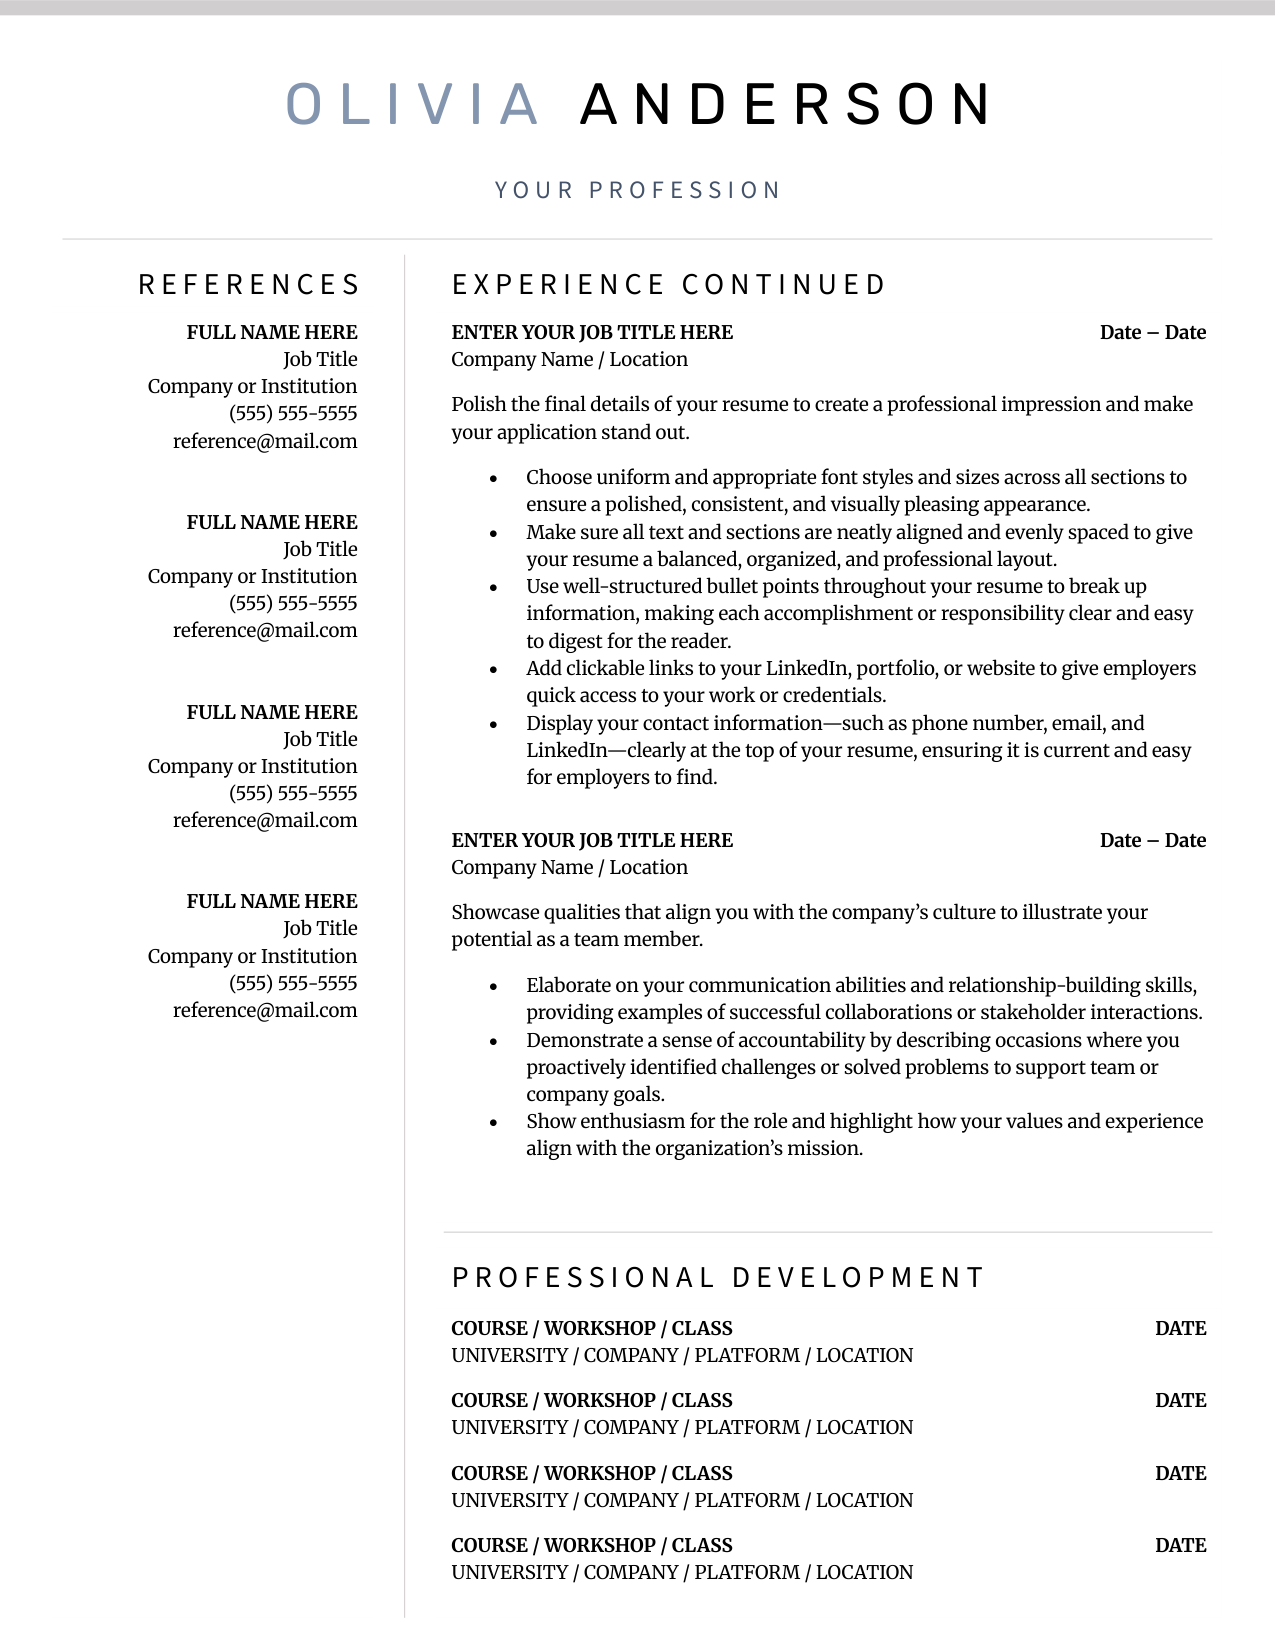 OLIVIA ANDERSON
YOUR PROFESSION
REFERENCES
FULL NAME HERE
Job Title
Company or Institution
(555) 555-5555
reference@mail.com
FULL NAME HERE
Job Title
Company or Institution
(555) 555-5555
reference@mail.com
FULL NAME HERE
Job Title
Company or Institution
(555) 555-5555
reference@mail.com
FULL NAME HERE
Job Title
Company or Institution
(555) 555-5555
reference@mail.com
EXPERIENCE CONTINUED
ENTER YOUR JOB TITLE HERE Date – Date
Company Name / Location
Polish the final details of your resume to create a professional impression and make
your application stand out.
• Choose uniform and appropriate font styles and sizes across all sections to
ensure a polished, consistent, and visually pleasing appearance.
• Make sure all text and sections are neatly aligned and evenly spaced to give
your resume a balanced, organized, and professional layout.
• Use well-structured bullet points throughout your resume to break up
information, making each accomplishment or responsibility clear and easy
to digest for the reader.
• Add clickable links to your LinkedIn, portfolio, or website to give employers
quick access to your work or credentials.
• Display your contact information—such as phone number, email, and
LinkedIn—clearly at the top of your resume, ensuring it is current and easy
for employers to find.
ENTER YOUR JOB TITLE HERE Date – Date
Company Name / Location
Showcase qualities that align you with the company’s culture to illustrate your
potential as a team member.
• Elaborate on your communication abilities and relationship-building skills,
providing examples of successful collaborations or stakeholder interactions.
• Demonstrate a sense of accountability by describing occasions where you
proactively identified challenges or solved problems to support team or
company goals.
• Show enthusiasm for the role and highlight how your values and experience
align with the organization’s mission.
PROFESSIONAL DEVELOPMENT
COURSE / WORKSHOP / CLASS DATE
UNIVERSITY / COMPANY / PLATFORM / LOCATION
COURSE / WORKSHOP / CLASS DATE
UNIVERSITY / COMPANY / PLATFORM / LOCATION
COURSE / WORKSHOP / CLASS DATE
UNIVERSITY / COMPANY / PLATFORM / LOCATION
COURSE / WORKSHOP / CLASS DATE
UNIVERSITY / COMPANY / PLATFORM / LOCATION